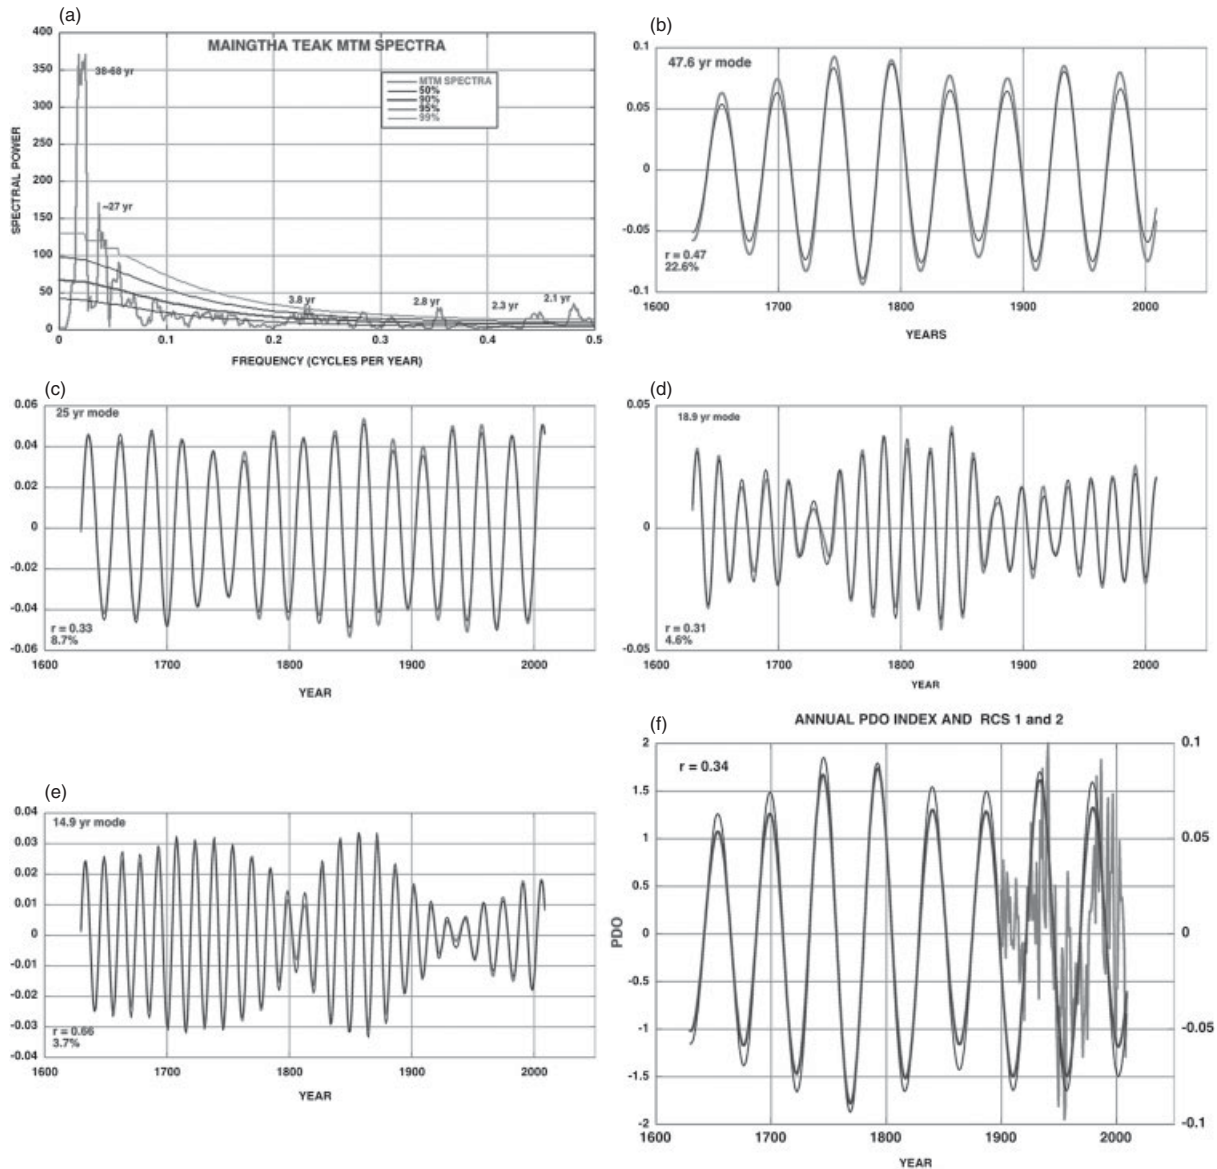 (a)
MAINGTHA TEAK MTM SPECTRA
400
350
300
250
200
150
100
50
0
SPECTRAL POWER
38-68 yr
~27 yr
3.8 yr
2.8 yr
2.3 yr
2.1 yr
MTM SPECTRA
50%
90%
95%
99%
0 0.1 0.2 0.3 0.4 0.5
FREQUENCY (CYCLES PER YEAR)
(b)
47.6 yr mode
0.1
0.05
0
-0.05
-0.1
r = 0.47
22.6%
1600 1700 1800 1900 2000
YEARS
(c)
25 yr mode
0.06
0.04
0.02
0
-0.02
-0.04
-0.06
r = 0.33
8.7%
1600 1700 1800 1900 2000
YEAR
(d)
18.9 yr mode
0.05
0
-0.05
r = 0.31
4.6%
1600 1700 1800 1900 2000
YEAR
(e)
14.9 yr mode
0.04
0.03
0.02
0.01
0
-0.01
-0.02
-0.03
-0.04
r = 0.66
3.7%
1600 1700 1800 1900 2000
YEAR
(f)
ANNUAL PDO INDEX AND RCS 1 and 2
r = 0.34
2
1.5
1
0.5
0
-0.5
-1
-1.5
-2
PDO
0.1
0.05
0
-0.05
-0.1
1600 1700 1800 1900 2000
YEAR